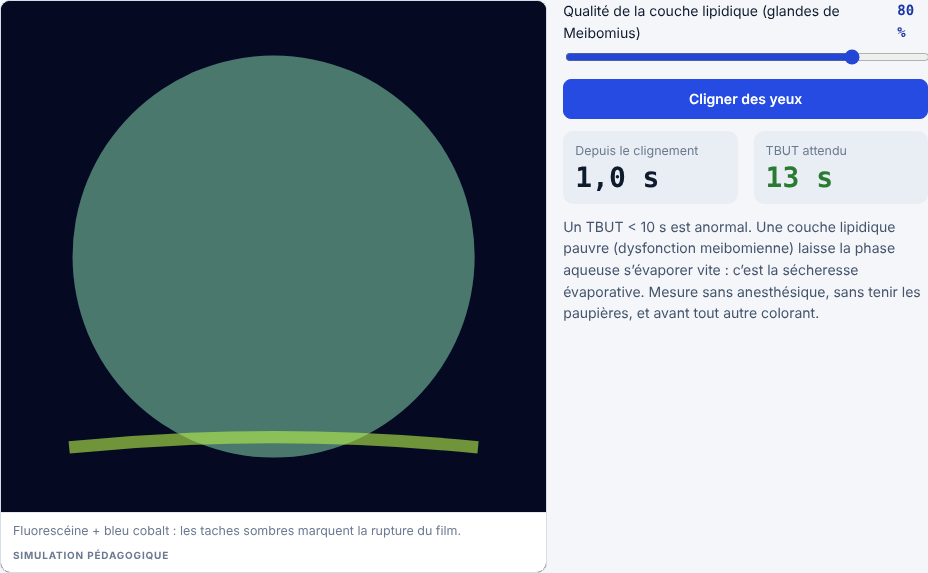 Qualité de la couche lipidique (glandes de
Meibomius)
80
%
Cligner des yeux
Depuis le clignement
1,0 s
TBUT attendu
13 s
Un TBUT < 10 s est anormal. Une couche lipidique
pauvre (dysfonction meibomienne) laisse la phase
aqueuse s’évaporer vite : c’est la sécheresse
évaporative. Mesure sans anesthésique, sans tenir les
paupières, et avant tout autre colorant.
Fluorescéine + bleu cobalt : les taches sombres marquent la rupture du film.
SIMULATION PÉDAGOGIQUE